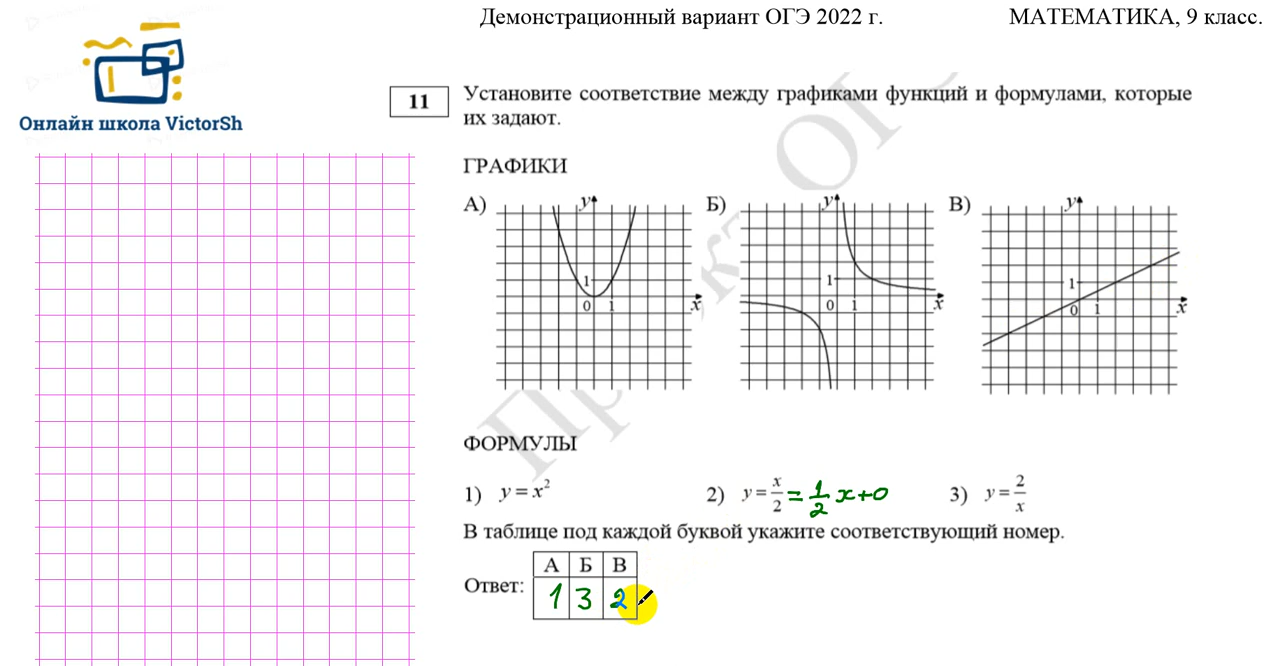 Демонстрационный вариант ОГЭ 2022 г. МАТЕМАТИКА, 9 класс.
Онлайн школа VictorSh
11 Установите соответствие между графиками функций и формулами, которые
их задают.
ГРАФИКИ
А) Б) В)
y y y
1 1 1
0 1 x 0 1 x 0 1 x
ФОРМУЛЫ
1) y = x² 2) y = x/2 = 1/2 x+0 3) y = 2/x
В таблице под каждой буквой укажите соответствующий номер.
А Б В
Ответ: 1 3 2